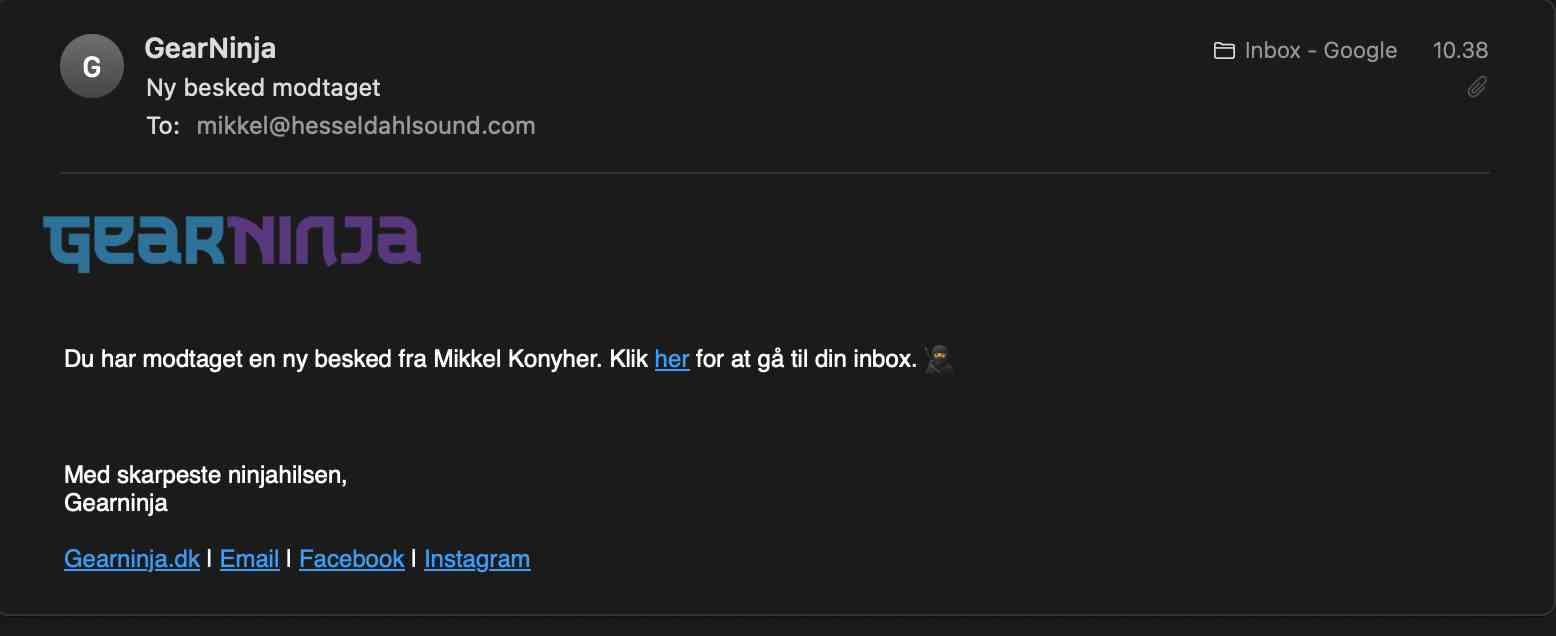 G
GearNinja
Inbox - Google 10.38
Ny besked modtaget
To: mikkel@hesseldahlsound.com
GEARNINJA
Du har modtaget en ny besked fra Mikkel Konyher. Klik her for at gå til din inbox. 🥷
Med skarpeste ninjahilsen,
Gearninja
Gearninja.dk | Email | Facebook | Instagram